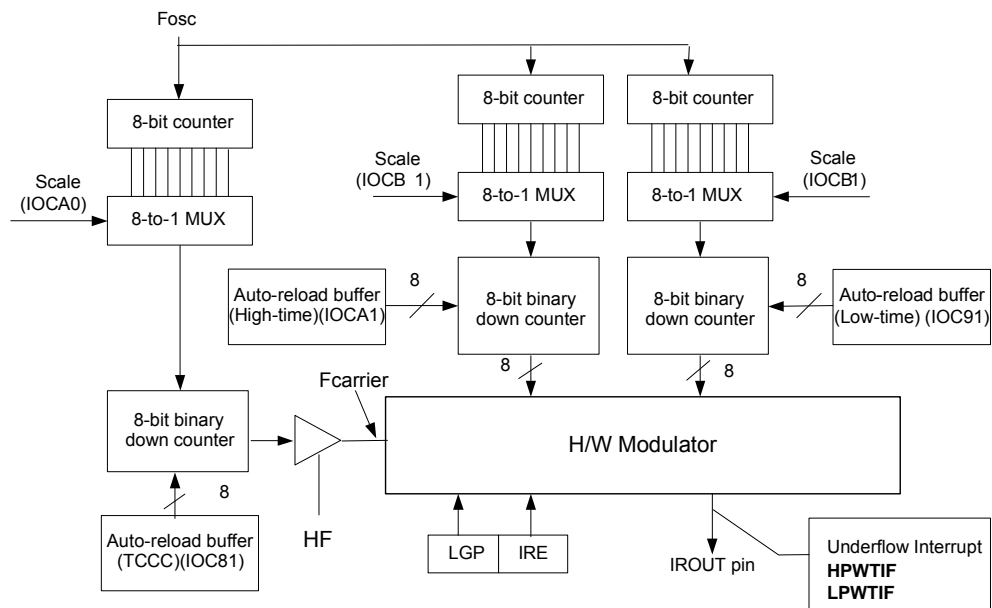 Fosc
8-bit counter
8-bit counter
8-bit counter
Scale
(IOCA0)
Scale
(IOCB 1)
Scale
(IOCB1)
8-to-1 MUX
8-to-1 MUX
8-to-1 MUX
Auto-reload buffer
(High-time)(IOCA1)
8
8-bit binary
down counter
8-bit binary
down counter
8
Auto-reload buffer
(Low-time) (IOC91)
8
8
Fcarrier
8-bit binary
down counter
H/W Modulator
8
Auto-reload buffer
(TCCC)(IOC81)
HF
LGP
IRE
IROUT pin
Underflow Interrupt
HPWTIF
LPWTIF